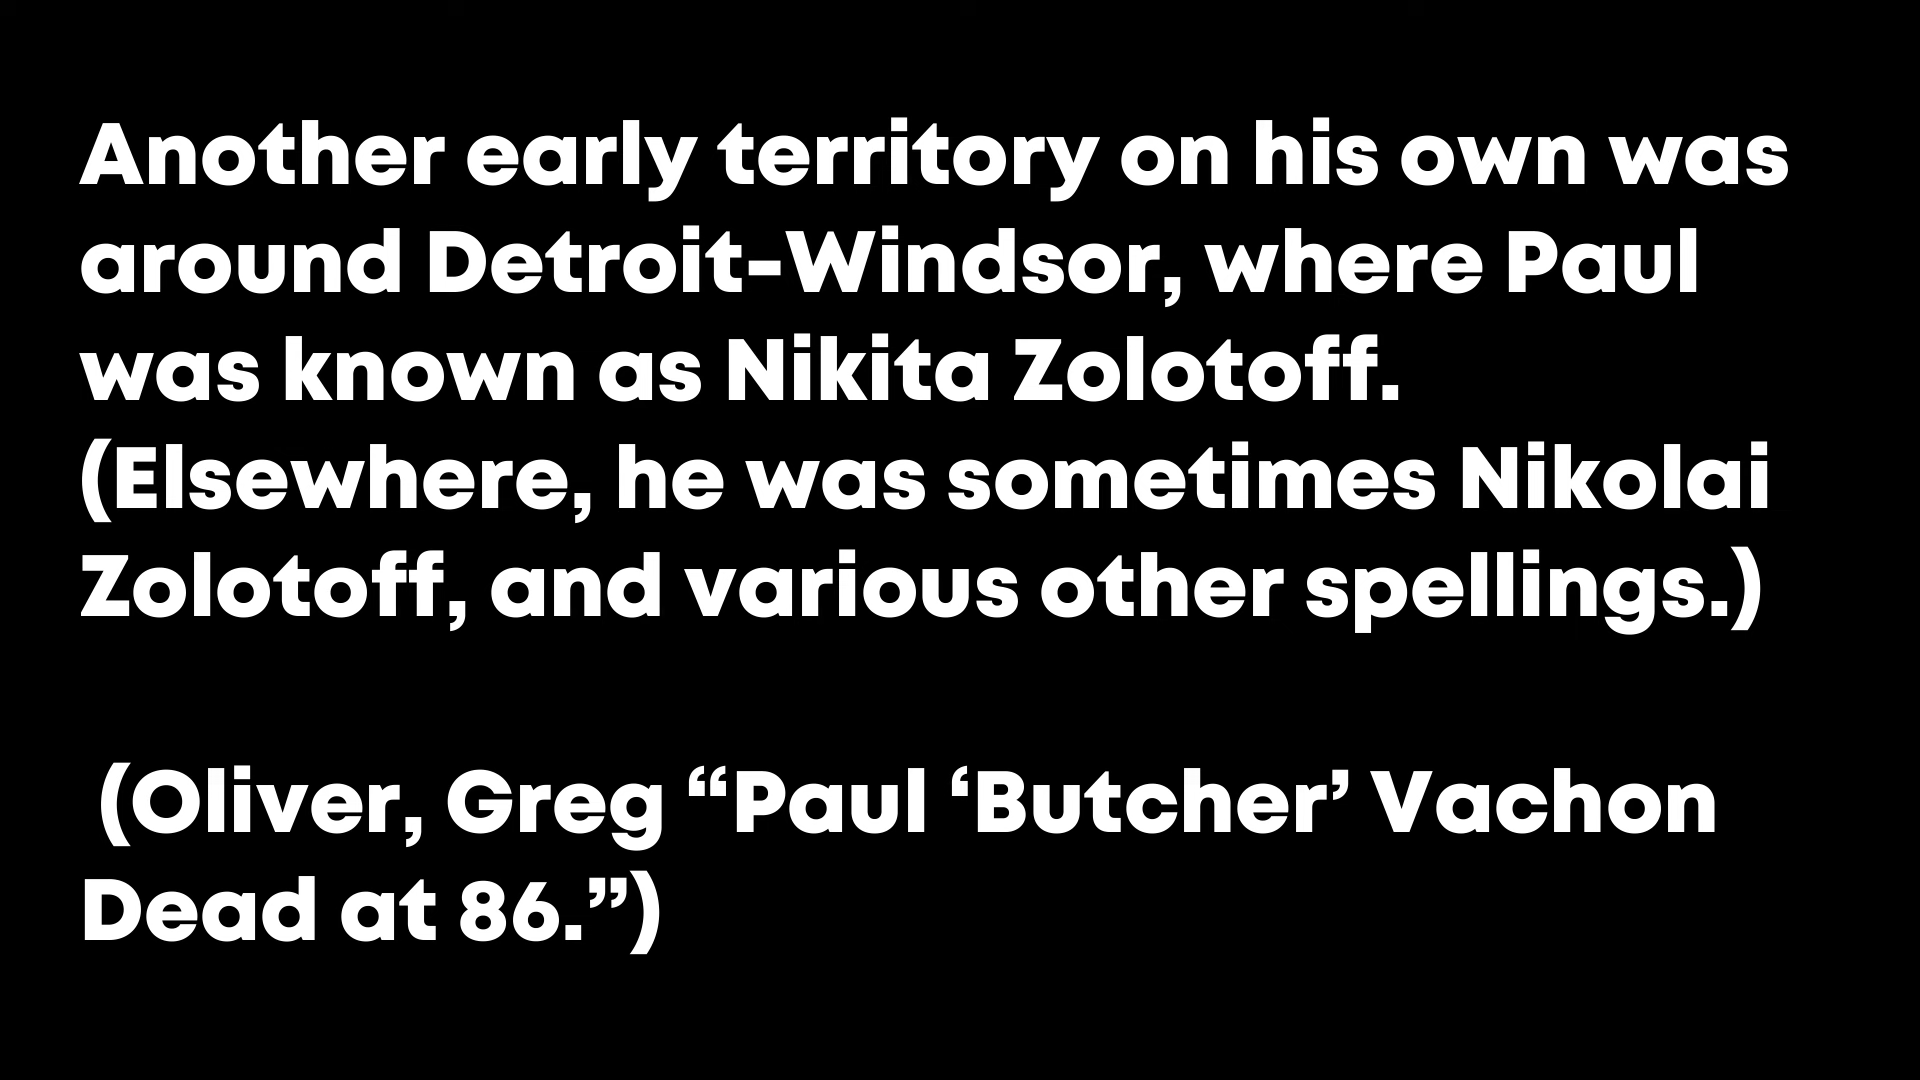 Another early territory on his own was
around Detroit-Windsor, where Paul
was known as Nikita Zolotoff.
(Elsewhere, he was sometimes Nikolai
Zolotoff, and various other spellings.)
(Oliver, Greg “Paul ‘Butcher’ Vachon
Dead at 86.”)